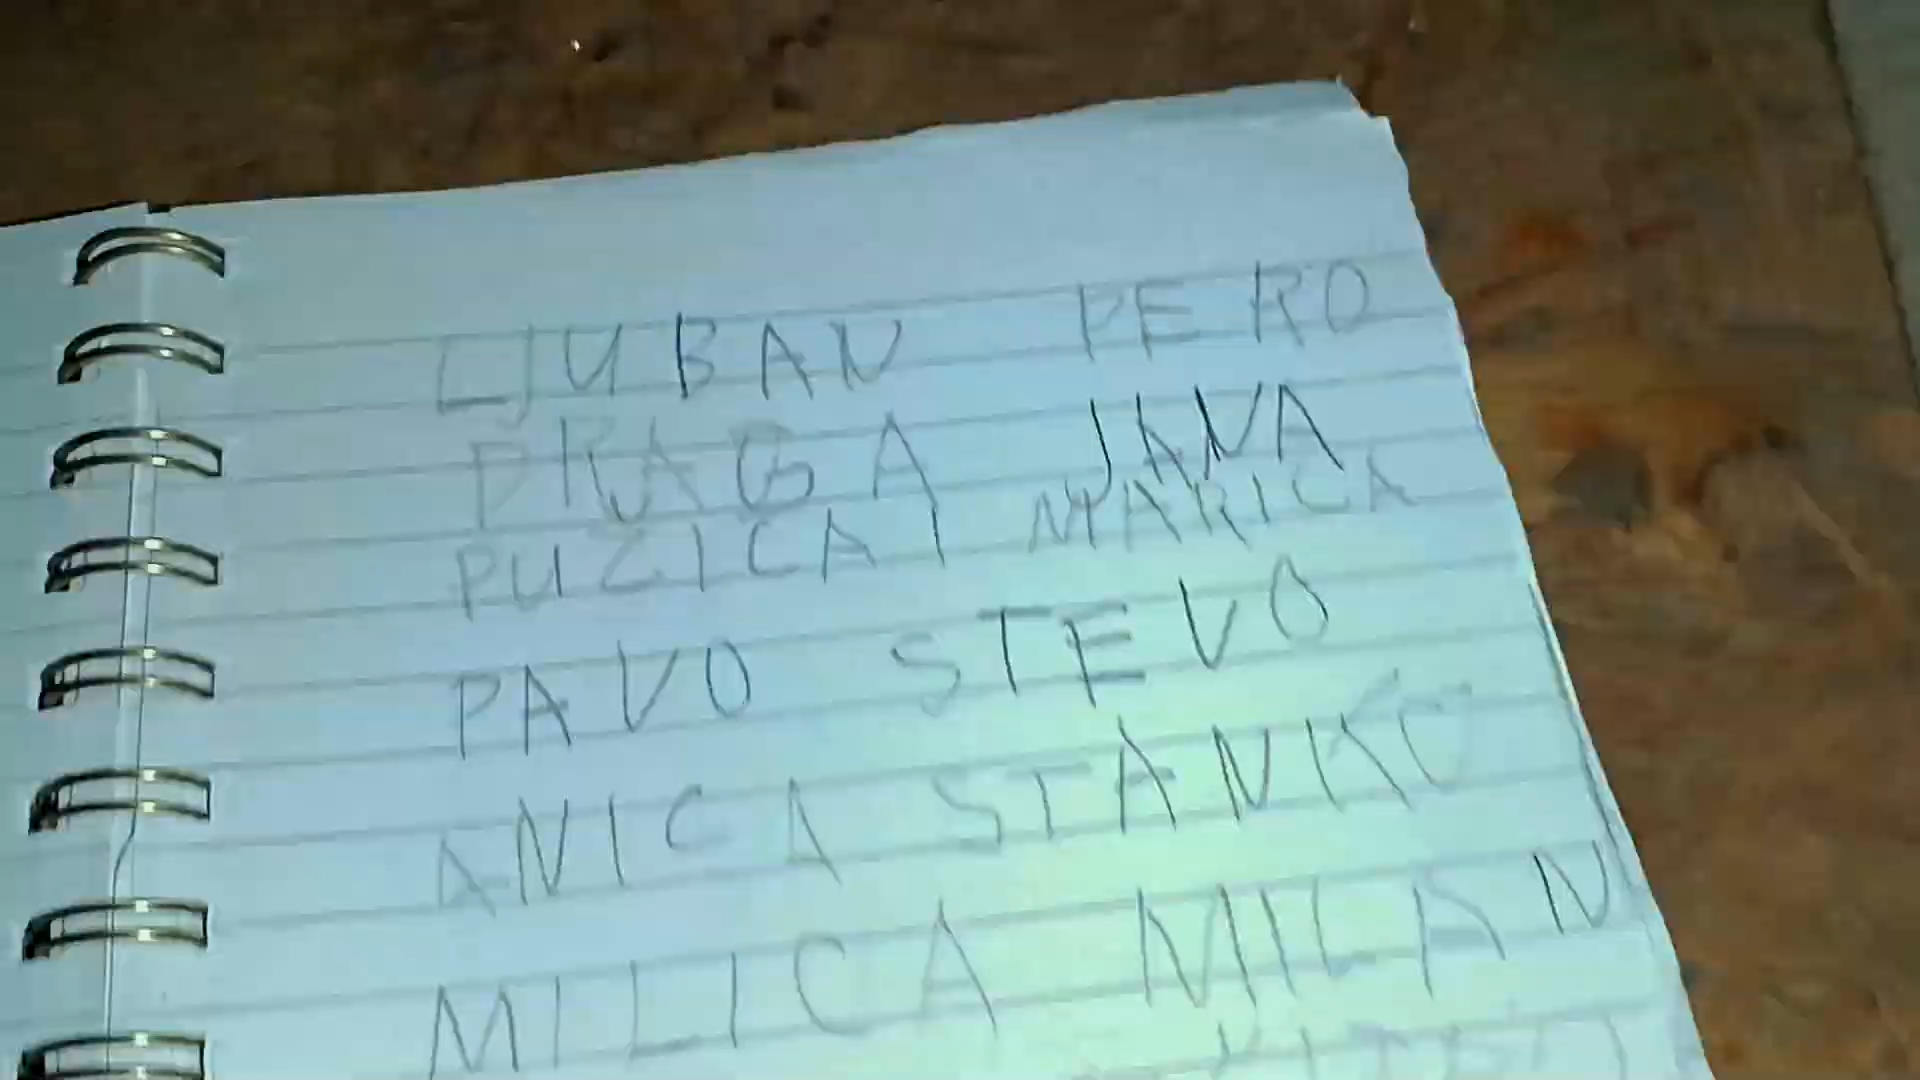 LJUBAN PERO
DRAGA JANA
PUZICA I MARICA
PAVO STEVO
ANICA STANKO
MILICA MILAN